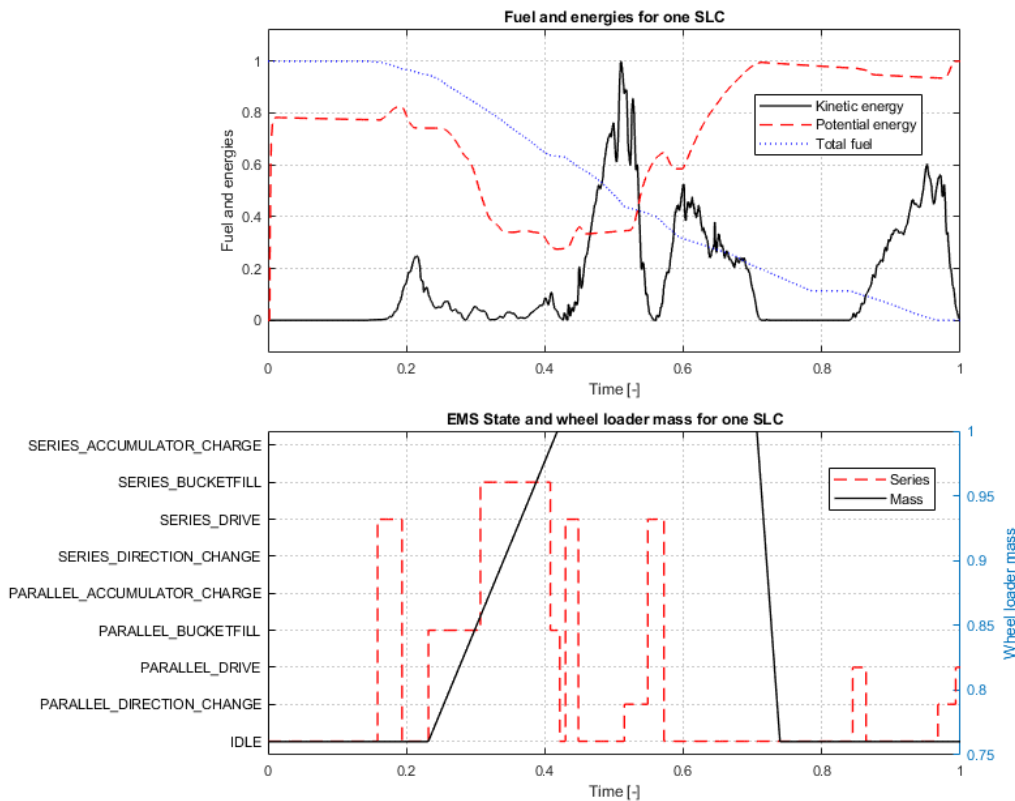 Fuel and energies for one SLC
Fuel and energies
1
0.8
0.6
0.4
0.2
0
Kinetic energy
Potential energy
Total fuel
0 0.2 0.4 0.6 0.8 1
Time [-]
EMS State and wheel loader mass for one SLC
SERIES_ACCUMULATOR_CHARGE
SERIES_BUCKETFILL
SERIES_DRIVE
SERIES_DIRECTION_CHANGE
PARALLEL_ACCUMULATOR_CHARGE
PARALLEL_BUCKETFILL
PARALLEL_DRIVE
PARALLEL_DIRECTION_CHANGE
IDLE
Series
Mass
1
0.95
0.9
0.85
0.8
0.75
Wheel loader mass
0 0.2 0.4 0.6 0.8 1
Time [-]